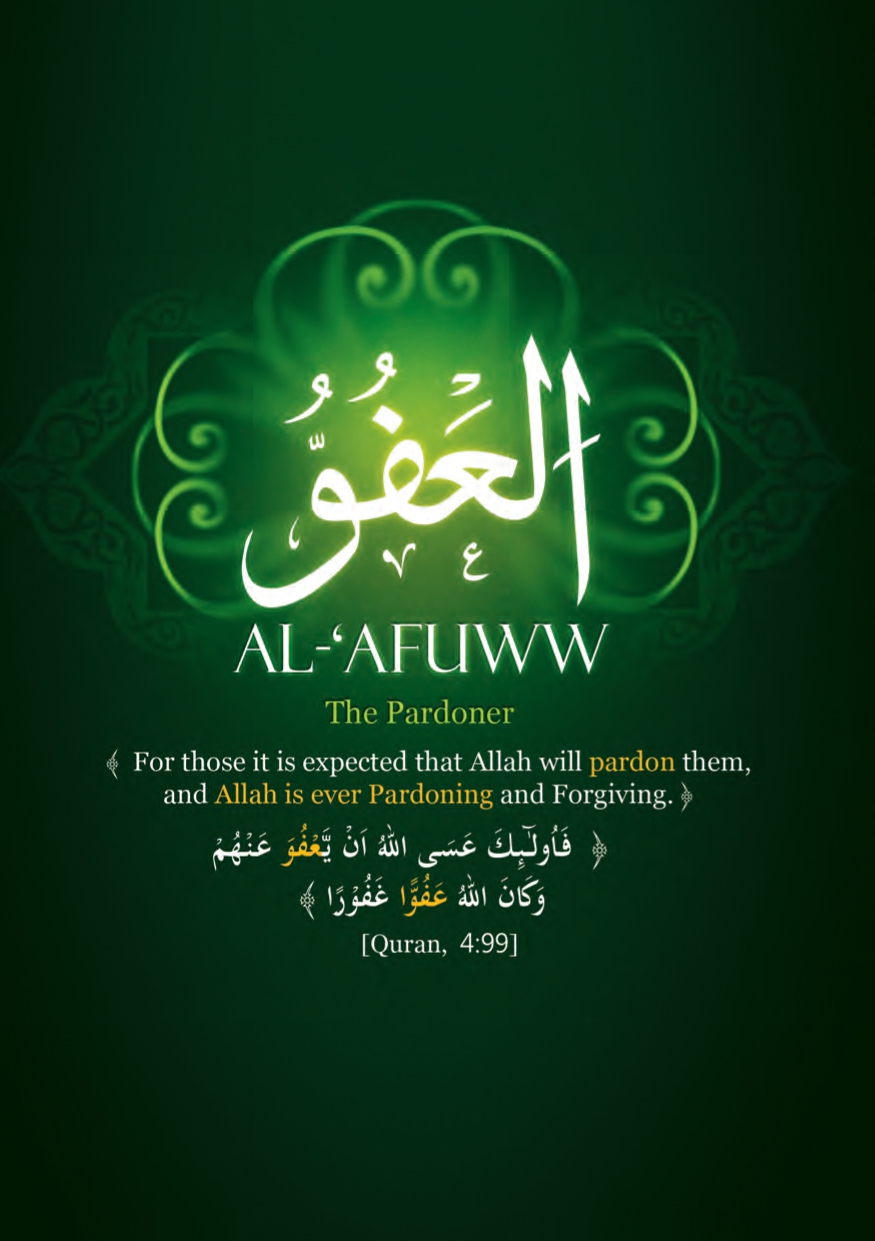 اَلْعَفُوُّ
AL-‘AFUWW
The Pardoner
﴾ For those it is expected that Allah will pardon them,
and Allah is ever Pardoning and Forgiving. ﴿
﴿ فَاُولٰٓئِكَ عَسَى اللّٰهُ اَنْ يَّعْفُوَ عَنْهُمْ
وَكَانَ اللّٰهُ عَفُوًّا غَفُوْرًا ﴾
[Quran, 4:99]